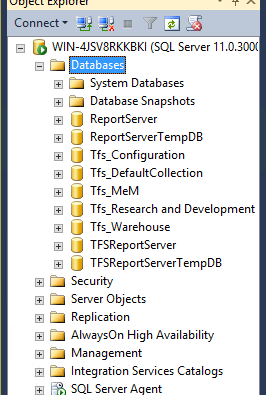 Object Explorer
Connect
WIN-4JSV8RKKBKI (SQL Server 11.0.3000
Databases
System Databases
Database Snapshots
ReportServer
ReportServerTempDB
Tfs_Configuration
Tfs_DefaultCollection
Tfs_MeM
Tfs_Research and Development
Tfs_Warehouse
TFSReportServer
TFSReportServerTempDB
Security
Server Objects
Replication
AlwaysOn High Availability
Management
Integration Services Catalogs
SQL Server Agent